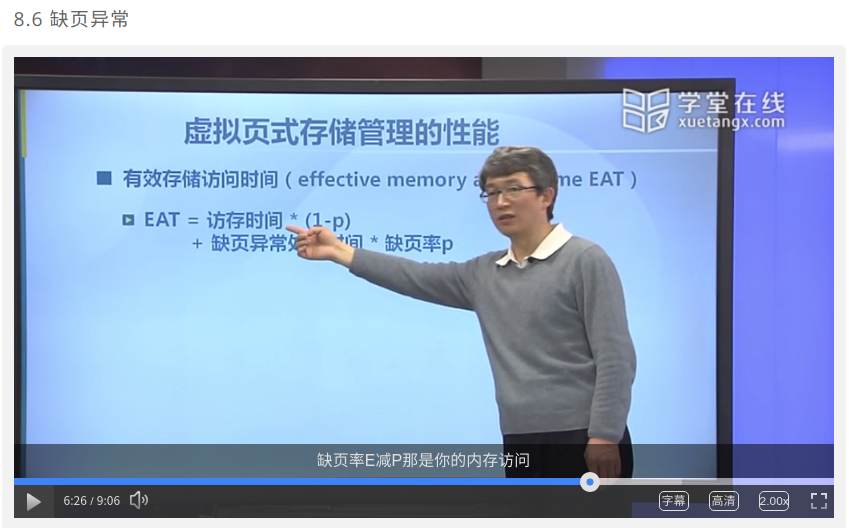 8.6 缺页异常
学堂在线
xuetangx.com
虚拟页式存储管理的性能
有效存储访问时间（effective memory a me EAT）
EAT = 访存时间 * (1-p)
+ 缺页异常 时间 * 缺页率p
缺页率E减P那是你的内存访问
6:26 / 9:06
字幕
高清
2.00x